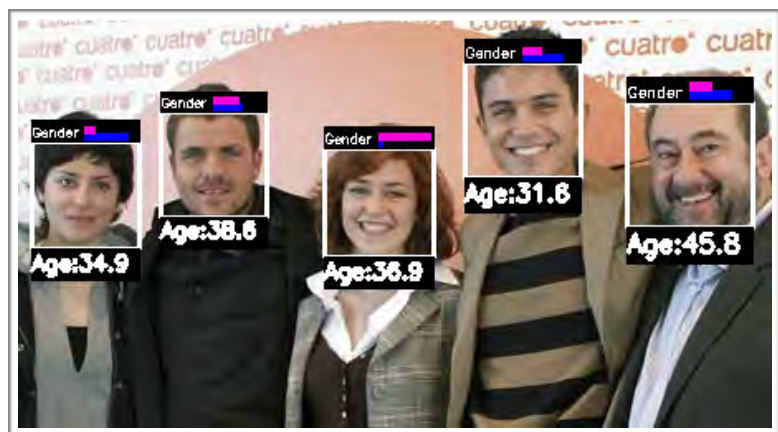 cuatro° cuatro° cuatro° cuatro
cuatro° cuatr
Gender
Age:34.9
Gender
Age:38.6
Gender
Age:36.9
Gender
Age:31.6
Gender
Age:45.8